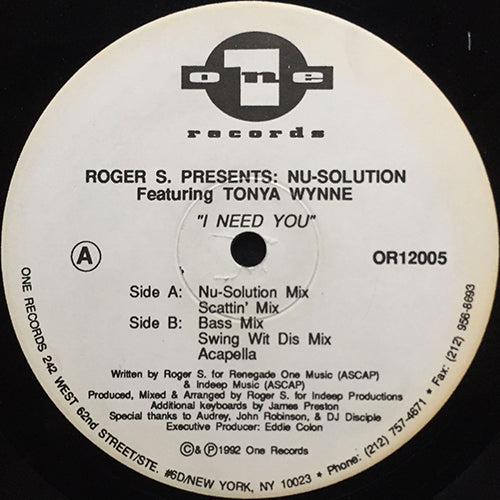 1
one
records
ROGER S. PRESENTS: NU-SOLUTION
Featuring TONYA WYNNE
"I NEED YOU"
A
OR12005
Side A: Nu-Solution Mix
Scattin' Mix
Side B: Bass Mix
Swing Wit Dis Mix
Acapella
Written by Roger S. for Renegade One Music (ASCAP)
& Indeep Music (ASCAP)
Produced, Mixed & Arranged by Roger S. for Indeep Productions
Additional keyboards by James Preston
Special thanks to Audrey, John Robinson, & DJ Disciple
Executive Producer: Eddie Colon
© & ℗ 1992 One Records
ONE RECORDS 242 WEST 62nd STREET/STE. #6D/NEW YORK, NY 10023 • Phone: (212) 757-4671 • Fax: (212) 956-8693